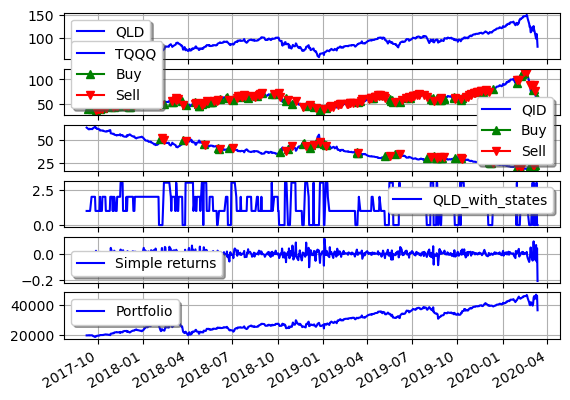 150
QLD
100
TQQQ
100
Buy
50
Sell
QID
50
Buy
25
Sell
2.5
QLD_with_states
0.0
0.0
Simple returns
−0.2
40000
Portfolio
20000
2017-10
2018-01
2018-04
2018-07
2018-10
2019-01
2019-04
2019-07
2019-10
2020-01
2020-04